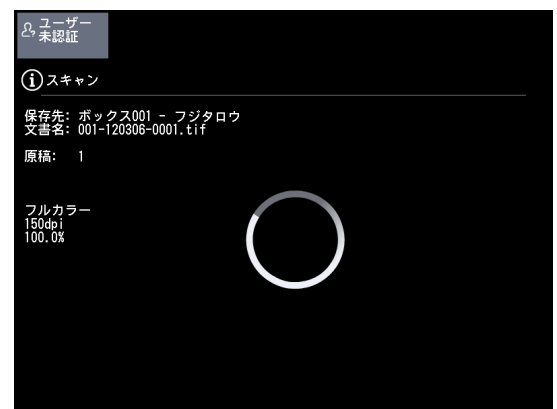 ユーザー
未認証
スキャン
保存先: ボックス001 - フジタロウ
文書名: 001-120306-0001.tif
原稿: 1
フルカラー
150dpi
100.0%